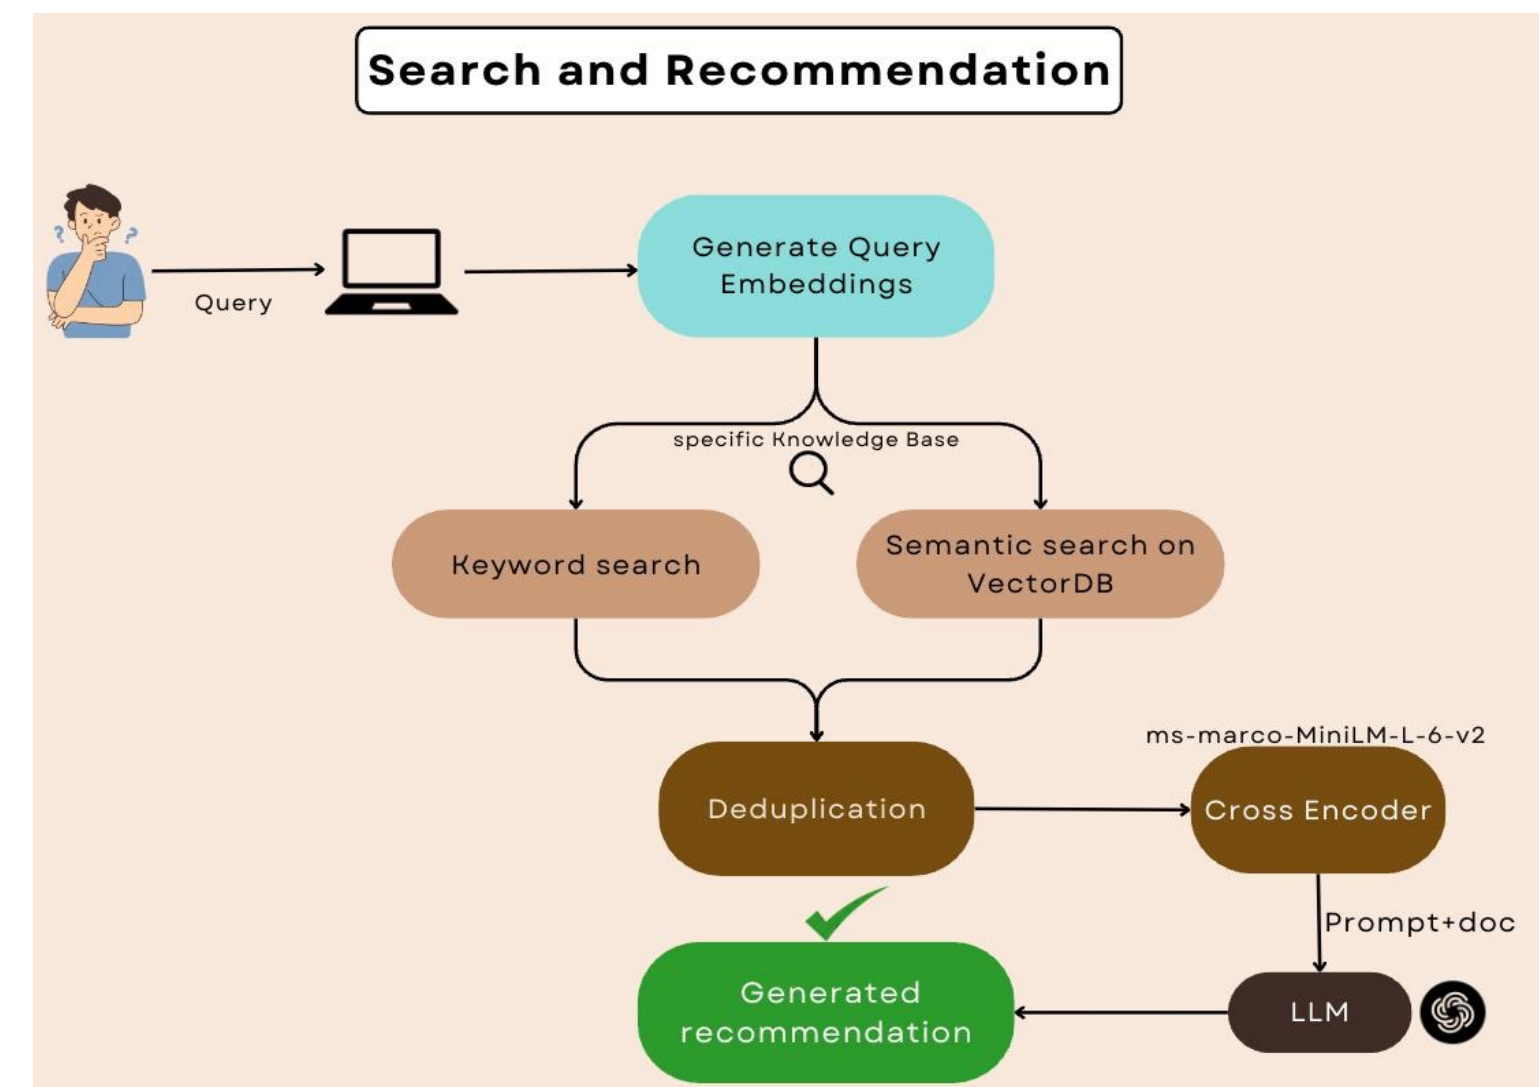 Search and Recommendation
Query
Generate Query
Embeddings
specific Knowledge Base
Keyword search
Semantic search on
VectorDB
ms-marco-MiniLM-L-6-v2
Deduplication
Cross Encoder
Prompt+doc
LLM
Generated
recommendation